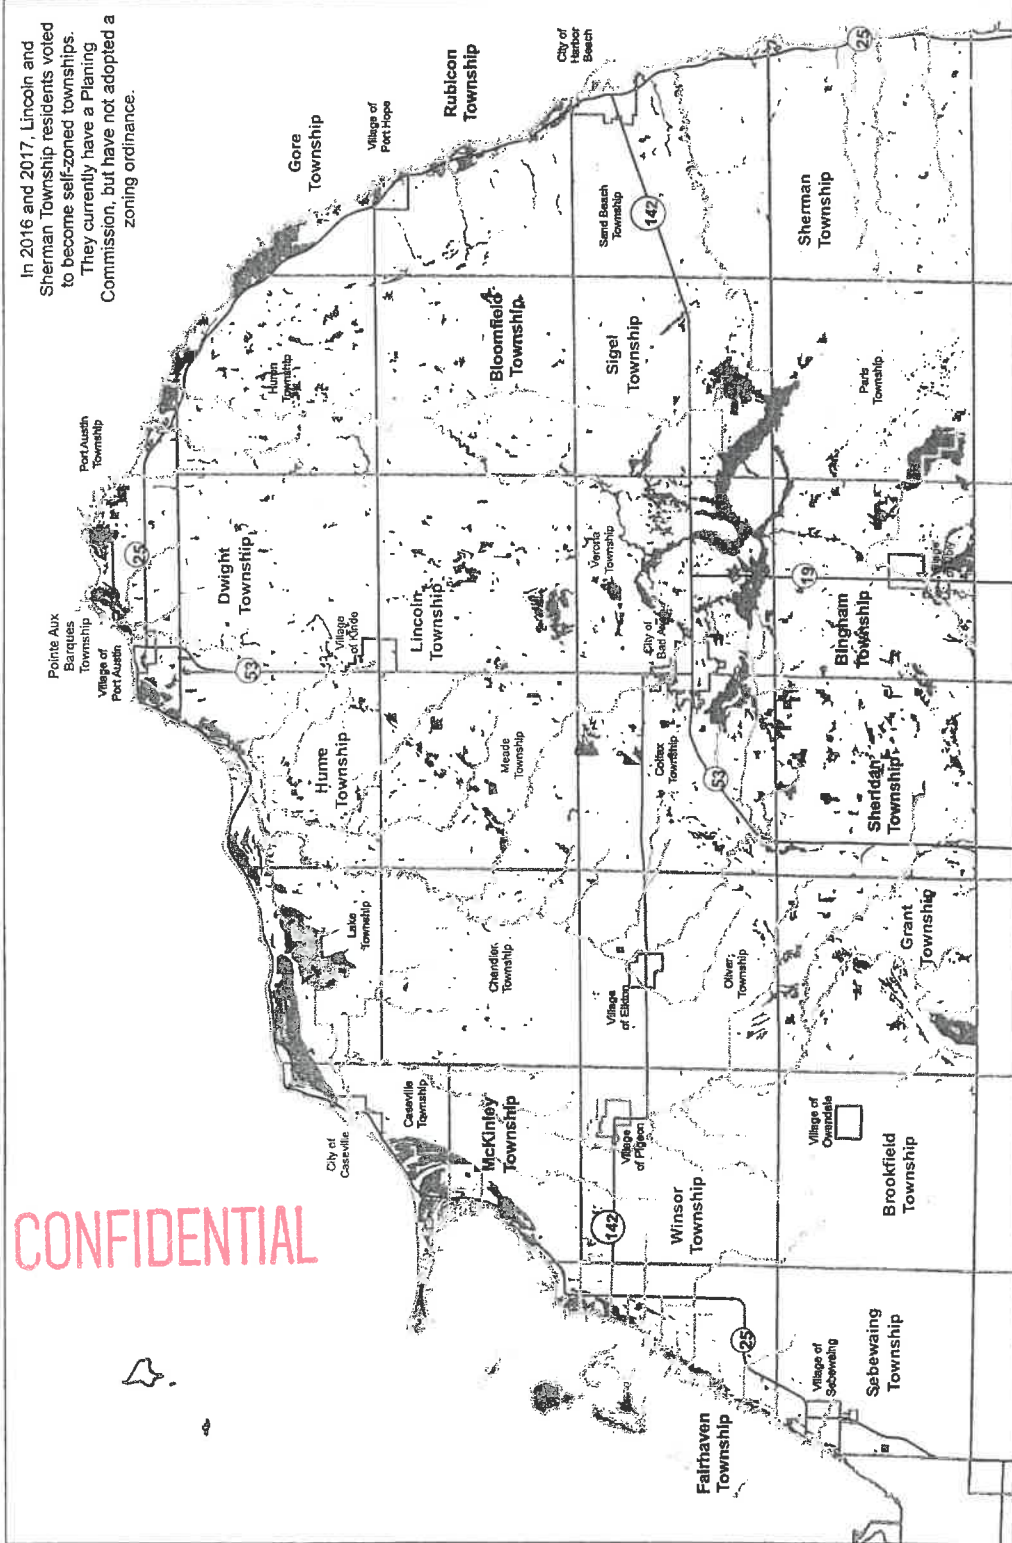 In 2016 and 2017, Lincoln and
Sherman Township residents voted
to become self-zoned townships.
They currently have a Planing
Commission, but have not adopted a
zoning ordinance.
CONFIDENTIAL
Pointe Aux
Barques
Township
Village of
Port Austin
Port Austin
Township
25
53
Dwight
Township
Huron
Township
Gore
Township
Village of
Port Hope
Rubicon
Township
City of
Harbor
Beach
Hume
Township
Village
of Kinde
Lincoln
Township
Bloomfield
Township
Lake
Township
Meade
Township
Chandler
Township
City of
Caseville
Caseville
Township
McKinley
Township
Verona
Township
Sigel
Township
Sand Beach
Township
142
25
City of
Bad Axe
Colfax
Township
53
19
Village
of Elkton
Oliver
Township
Village
of Pigeon
142
Winsor
Township
Fairhaven
Township
25
Village of
Sebewaing
Sebewaing
Township
Village of
Owendale
Brookfield
Township
Grant
Township
Sheridan
Township
Bingham
Township
Paris
Township
Sherman
Township